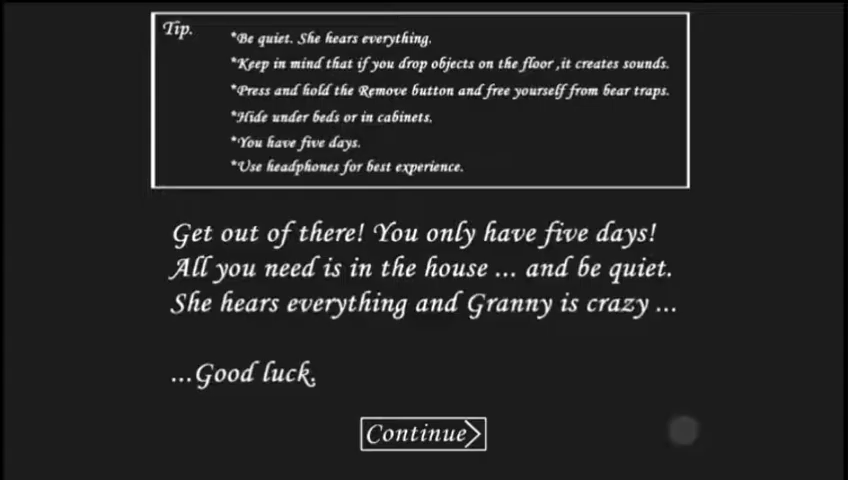 Tip.
*Be quiet. She hears everything.
*Keep in mind that if you drop objects on the floor ,it creates sounds.
*Press and hold the Remove button and free yourself from bear traps.
*Hide under beds or in cabinets.
*You have five days.
*Use headphones for best experience.
Get out of there! You only have five days!
All you need is in the house ... and be quiet.
She hears everything and Granny is crazy ...
...Good luck.
Continue>